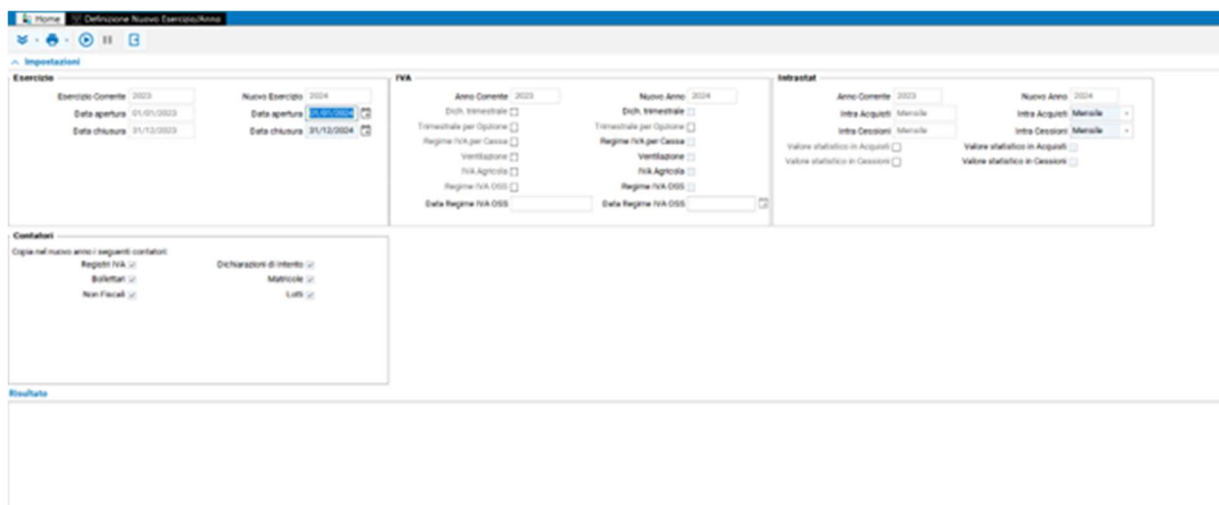 Home Definizione Nuovo Esercizio/Anno
Impostazioni
Esercizio
Esercizio Corrente 2023 Nuovo Esercizio 2024
Data apertura 01/01/2023 Data apertura 01/01/2024
Data chiusura 31/12/2023 Data chiusura 31/12/2024
IVA
Anno Corrente 2023 Nuovo Anno 2024
Dich. trimestrale Dich. trimestrale
Trimestrale per Opzione Trimestrale per Opzione
Regime IVA per Cassa Regime IVA per Cassa
Ventilazione Ventilazione
IVA Agricola IVA Agricola
Regime IVA OSS Regime IVA OSS
Data Regime IVA OSS Data Regime IVA OSS
Intrastat
Anno Corrente 2023 Nuovo Anno 2024
Intra Acquisti Mensile Intra Acquisti Mensile
Intra Cessioni Mensile Intra Cessioni Mensile
Valore statistico in Acquisti Valore statistico in Acquisti
Valore statistico in Cessioni Valore statistico in Cessioni
Contatori
Copia nel nuovo anno i seguenti contatori:
Registri IVA Dichiarazioni di Intento
Bollettari Matricole
Non Fiscali Lotti
Risultato